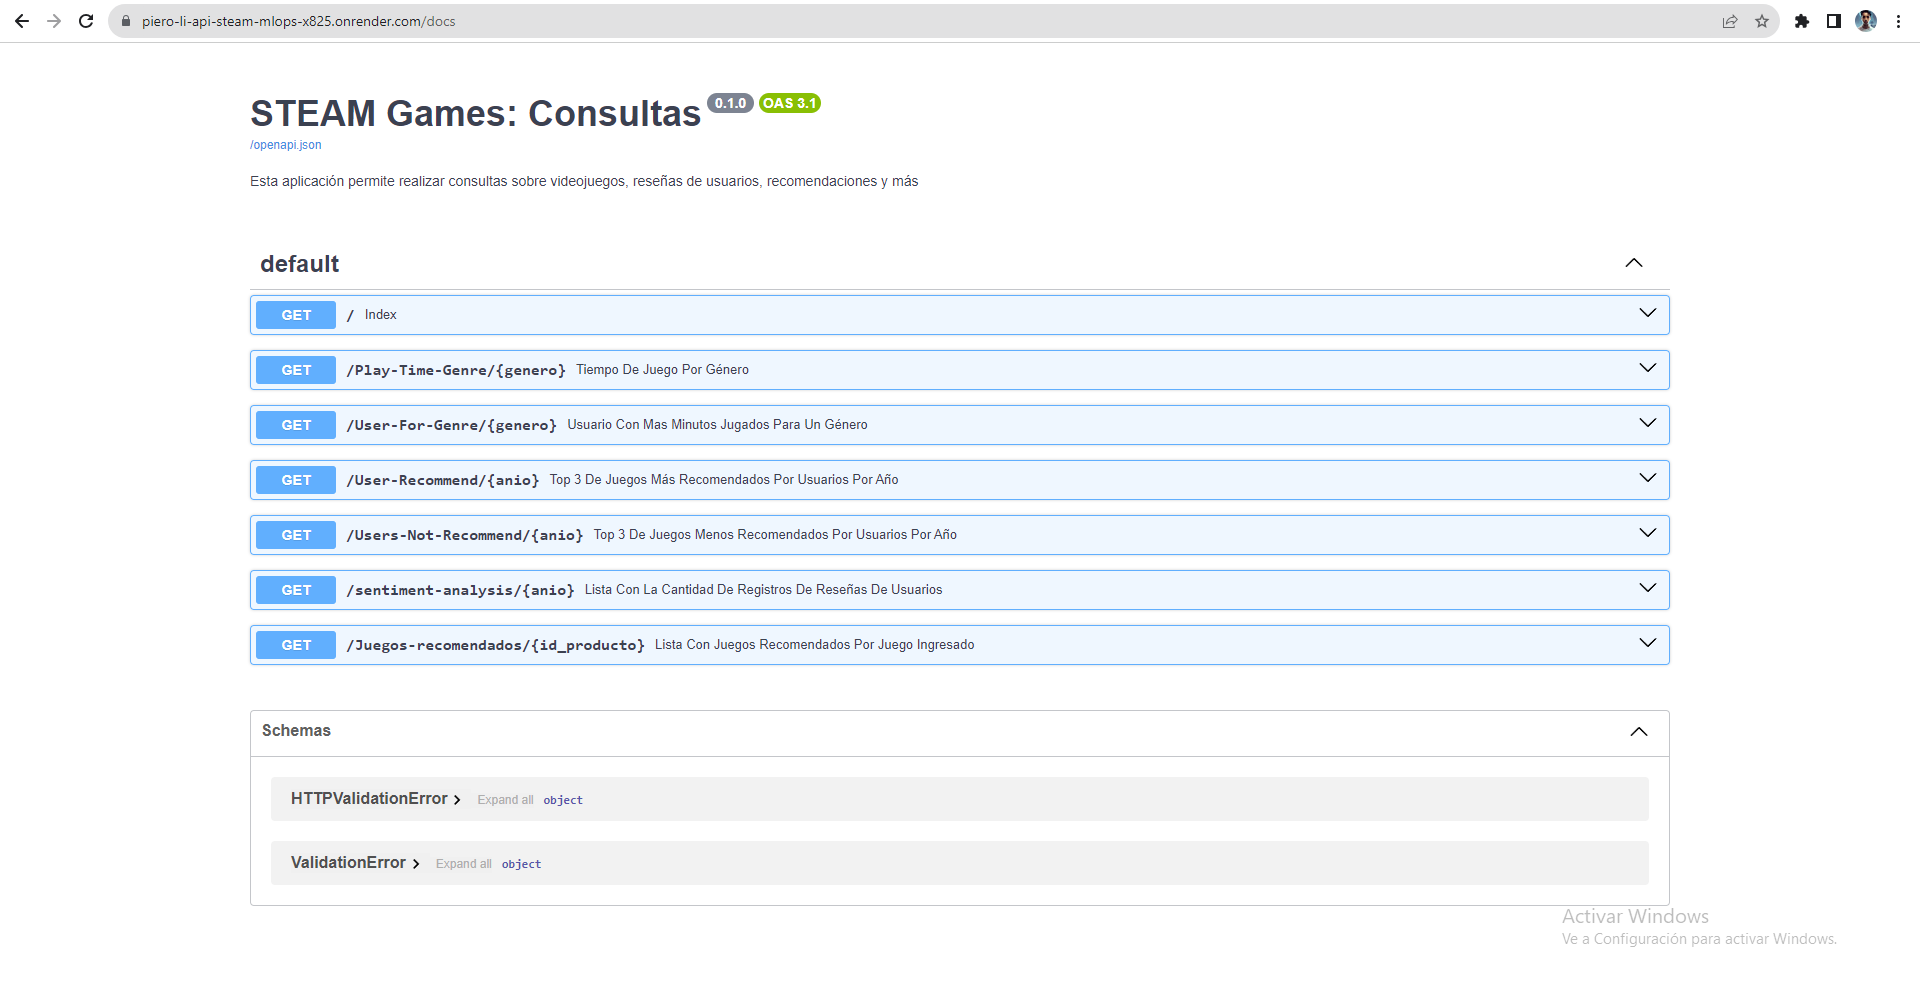 piero-li-api-steam-mlops-x825.onrender.com/docs
STEAM Games: Consultas 0.1.0 OAS 3.1
/openapi.json
Esta aplicación permite realizar consultas sobre videojuegos, reseñas de usuarios, recomendaciones y más
default
GET / Index
GET /Play-Time-Genre/{genero} Tiempo De Juego Por Género
GET /User-For-Genre/{genero} Usuario Con Mas Minutos Jugados Para Un Género
GET /User-Recommend/{anio} Top 3 De Juegos Más Recomendados Por Usuarios Por Año
GET /Users-Not-Recommend/{anio} Top 3 De Juegos Menos Recomendados Por Usuarios Por Año
GET /sentiment-analysis/{anio} Lista Con La Cantidad De Registros De Reseñas De Usuarios
GET /Juegos-recomendados/{id_producto} Lista Con Juegos Recomendados Por Juego Ingresado
Schemas
HTTPValidationError Expand all object
ValidationError Expand all object
Activar Windows
Ve a Configuración para activar Windows.